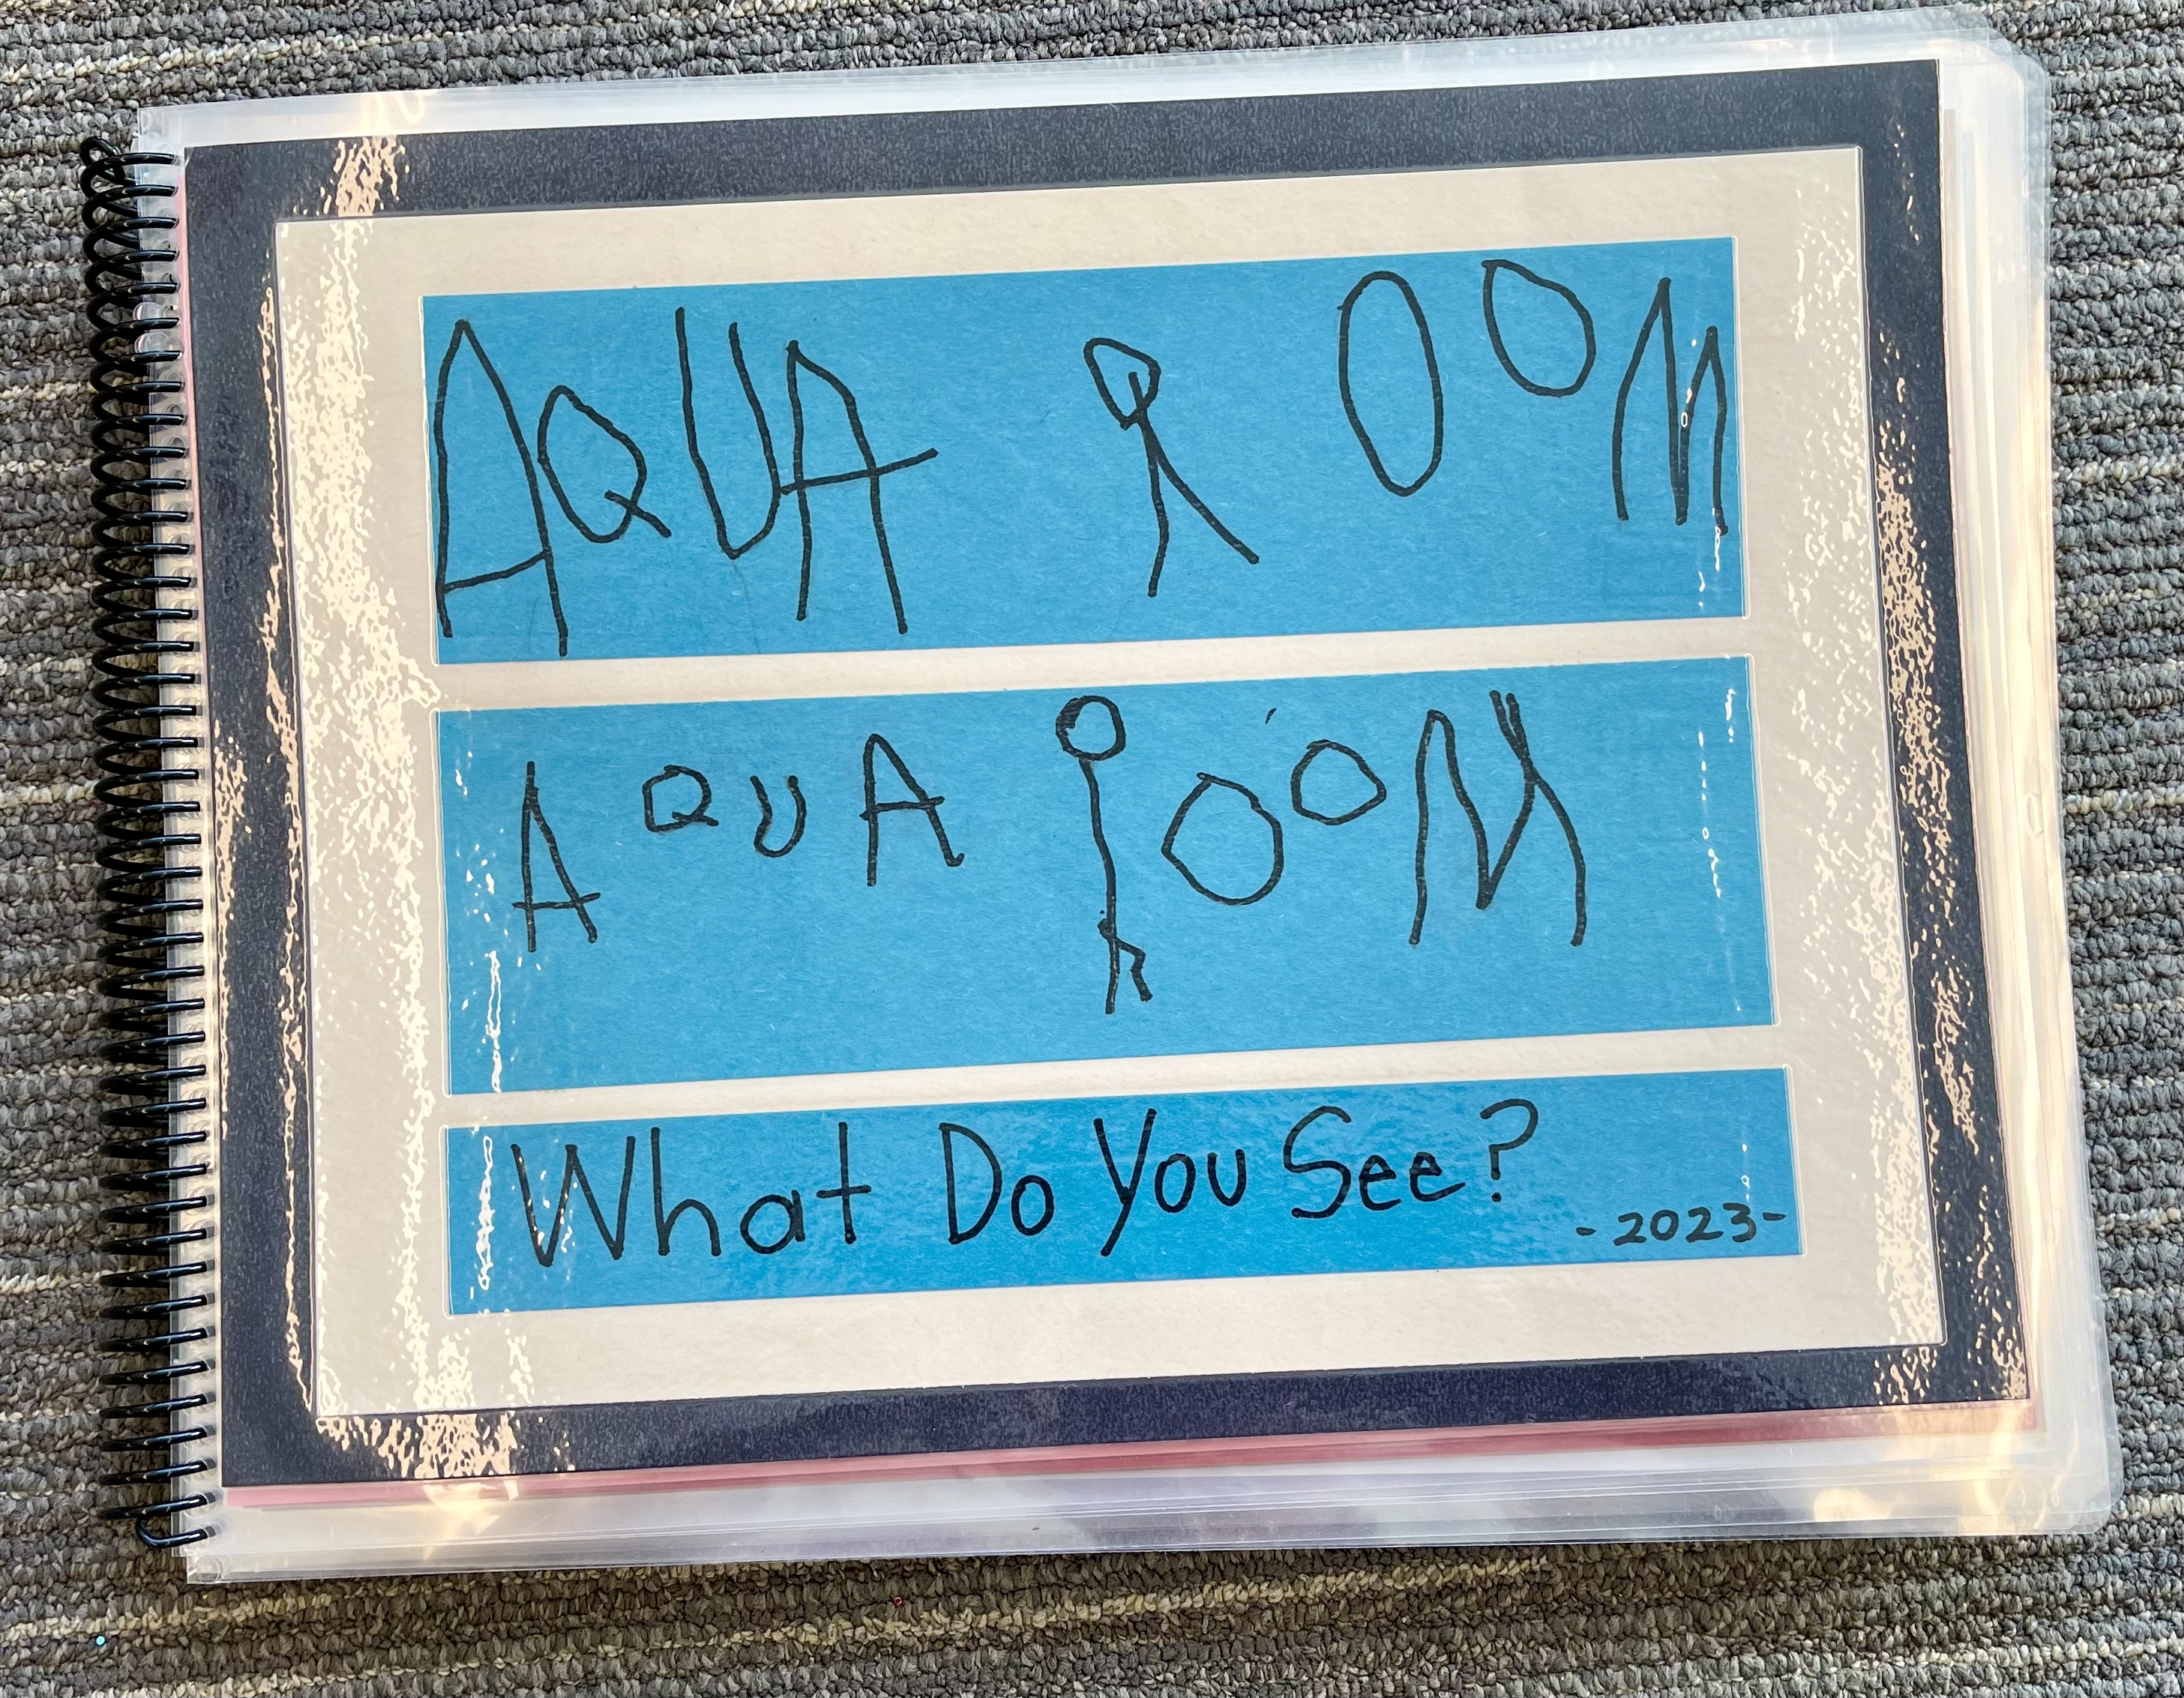 AQUA ROOM
AQUA ROOM
What Do You See?
-2023-